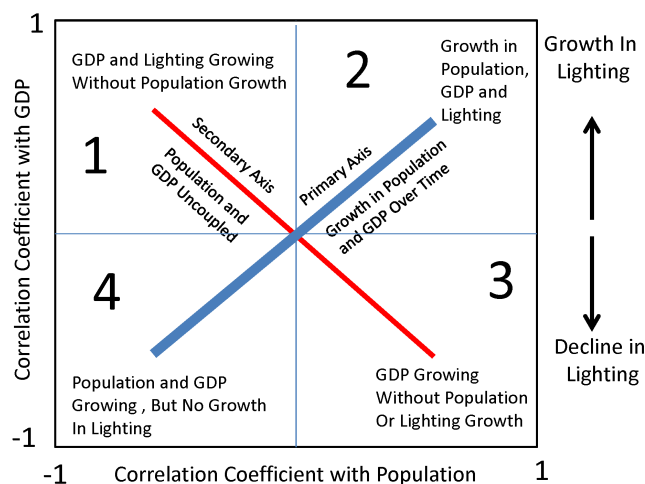 1
GDP and Lighting Growing
Without Population Growth
2
Growth in
Population,
GDP and
Lighting
Growth In
Lighting
Correlation Coefficient with GDP
1
Secondary Axis
Population and
GDP Uncoupled
Primary Axis
Growth in Population
and GDP Over Time
4
3
Population and GDP
Growing , But No Growth
In Lighting
GDP Growing
Without Population
Or Lighting Growth
Decline in
Lighting
-1
-1
Correlation Coefficient with Population
1